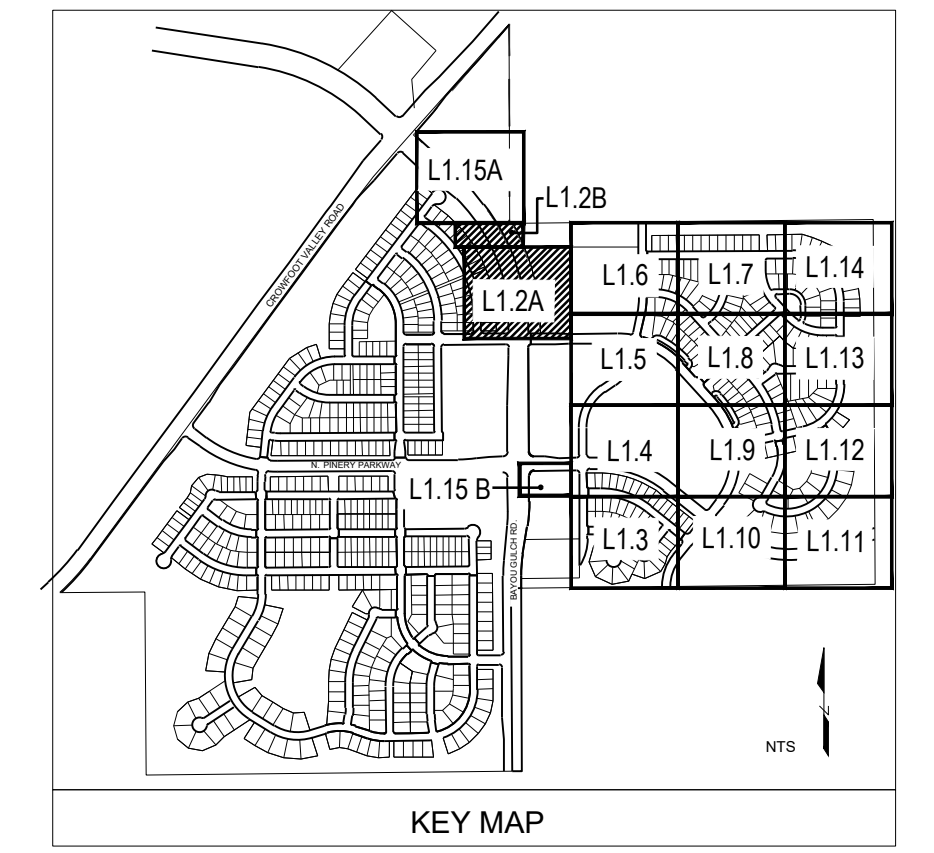 L1.15A
L1.2B
CROWFOOT VALLEY ROAD
L1.2A
L1.6
L1.7
L1.14
L1.5
L1.8
L1.13
L1.4
L1.9
L1.12
N. PINERY PARKWAY
L1.15 B
BAYOU GULCH RD.
L1.3
L1.10
L1.11
N
NTS
KEY MAP